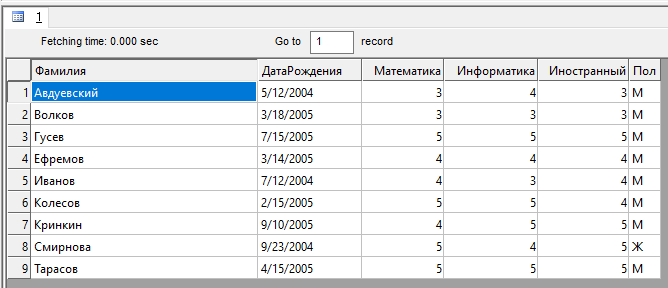 1
Fetching time: 0.000 sec Go to 1 record
Фамилия ДатаРождения Математика Информатика Иностранный Пол
1 Авдуевский 5/12/2004 3 4 3 М
2 Волков 3/18/2005 3 3 3 М
3 Гусев 7/15/2005 5 5 5 М
4 Ефремов 3/14/2005 4 4 4 М
5 Иванов 7/12/2004 4 3 4 М
6 Колесов 2/15/2005 5 5 4 М
7 Кринкин 9/10/2005 4 5 5 М
8 Смирнова 9/23/2004 5 4 5 Ж
9 Тарасов 4/15/2005 5 5 5 М